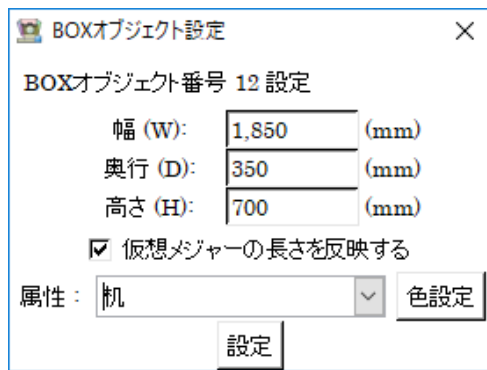 BOXオブジェクト設定
BOXオブジェクト番号 12 設定
幅 (W): 1,850 (mm)
奥行 (D): 350 (mm)
高さ (H): 700 (mm)
仮想メジャーの長さを反映する
属性： 机 色設定
設定